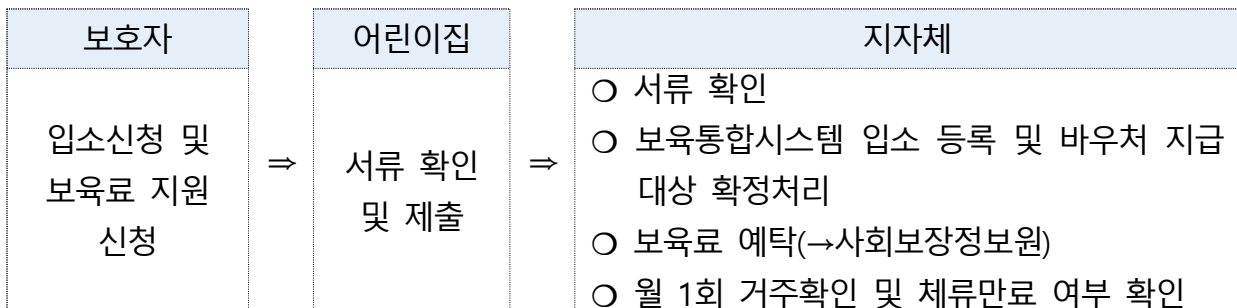 보호자
입소신청 및
보육료 지원
신청
⇒
어린이집
서류 확인
및 제출
⇒
지자체
❍ 서류 확인
❍ 보육통합시스템 입소 등록 및 바우처 지급
대상 확정처리
❍ 보육료 예탁(→사회보장정보원)
❍ 월 1회 거주확인 및 체류만료 여부 확인